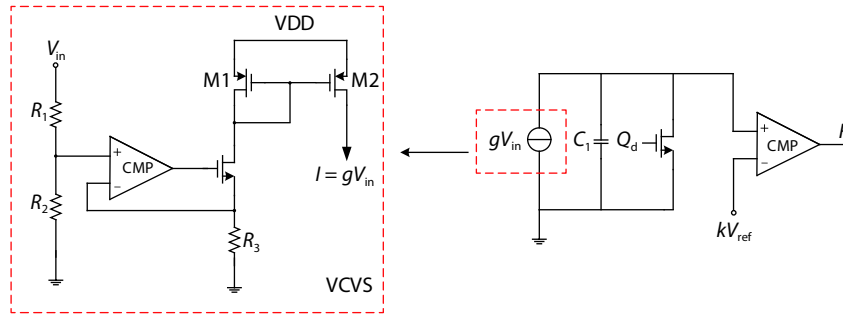 VDD
V_in
M1
M2
R_1
+
CMP
−
R_2
I = gV_in
R_3
VCVS
gV_in
C_1
Q_d
+
CMP
−
kV_ref